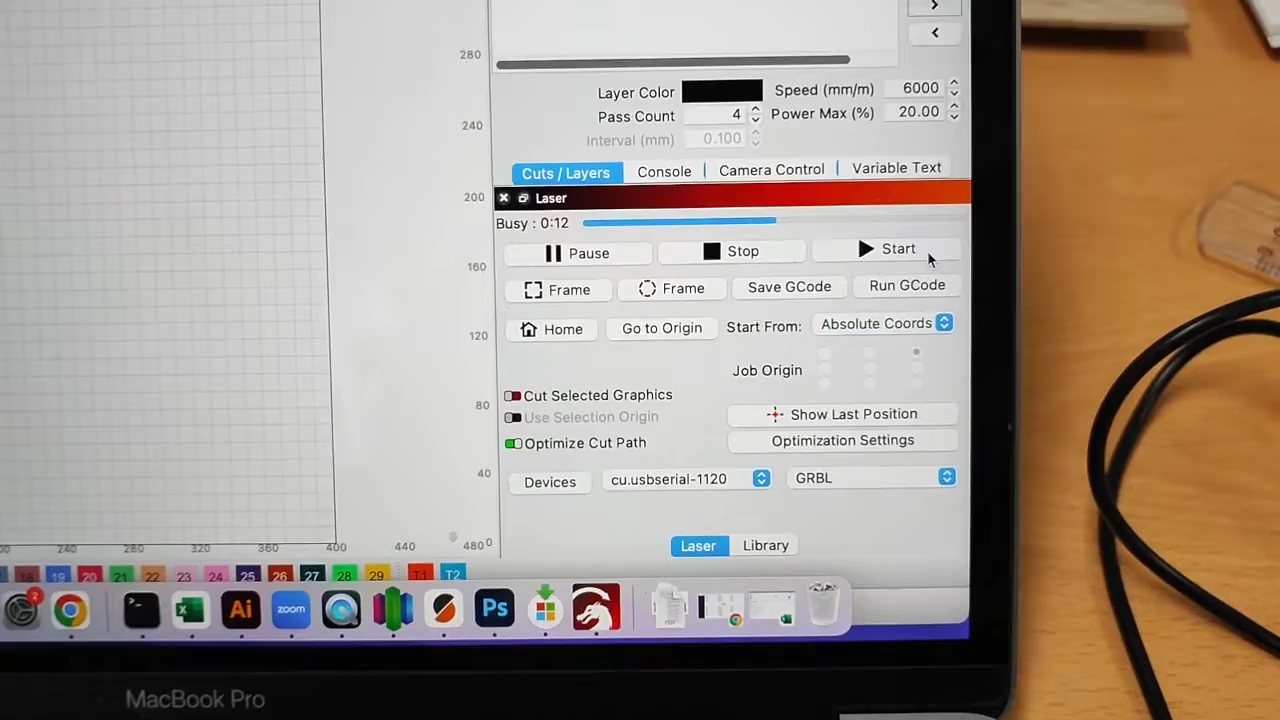 280
Layer Color
Speed (mm/m) 6000
Pass Count 4
Power Max (%) 20.00
Interval (mm) 0.100
240
Cuts / Layers Console Camera Control Variable Text
200
Laser
Busy : 0:12
Pause Stop Start
160
Frame Frame Save GCode Run GCode
120
Home Go to Origin Start From: Absolute Coords
Job Origin
80
Cut Selected Graphics
Use Selection Origin Show Last Position
Optimize Cut Path Optimization Settings
40
Devices cu.usbserial-1120 GRBL
0
240 280 320 360 400 440 480
Laser Library
18 19 20 21 22 23 24 25 26 27 28 29 T1 T2
2
Ai zoom Ps
PDF
MacBook Pro